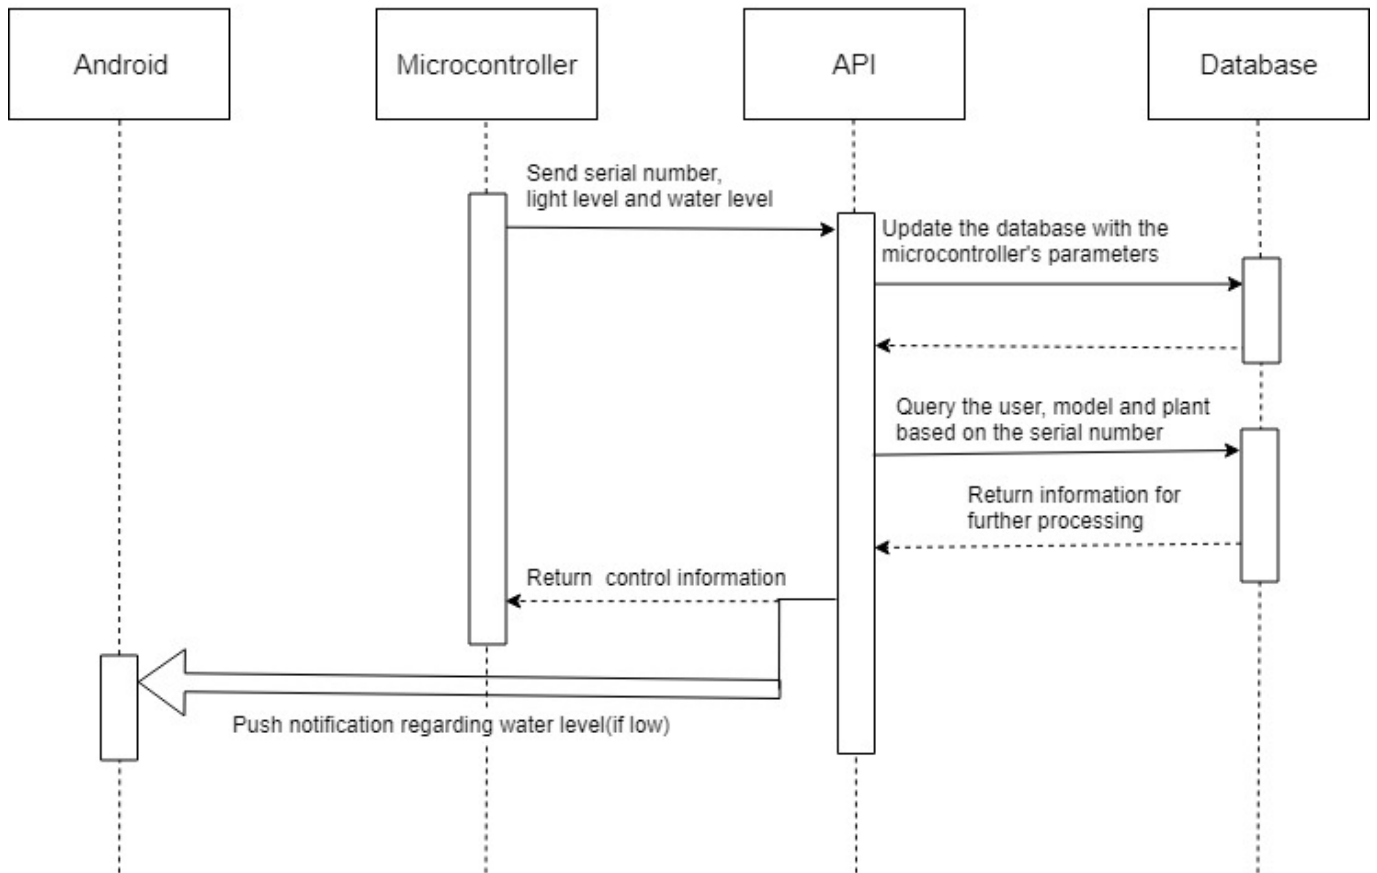 Android
Microcontroller
API
Database
Send serial number,
light level and water level
Update the database with the
microcontroller's parameters
Query the user, model and plant
based on the serial number
Return information for
further processing
Return  control information
Push notification regarding water level(if low)